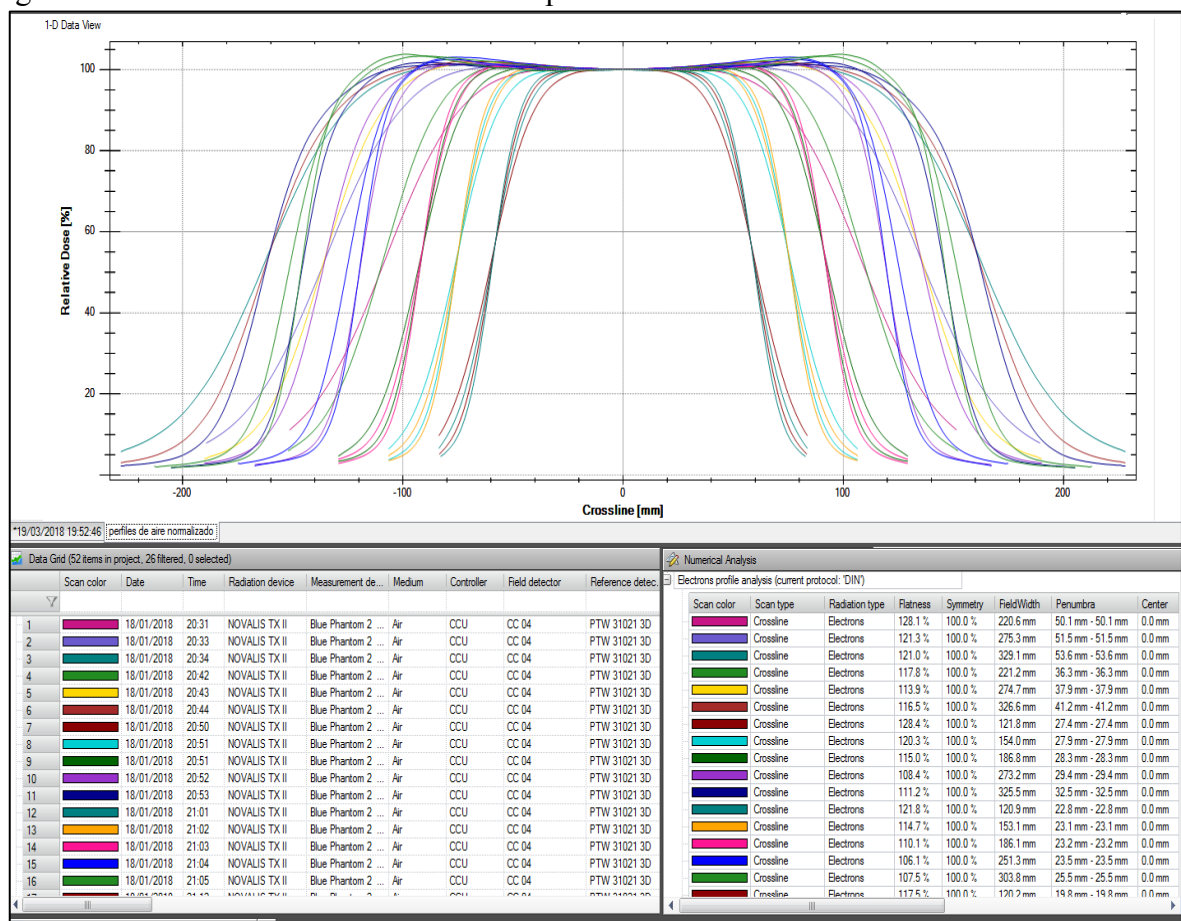 1-D Data View
100
80
60
40
20
Relative Dose [%]
-200 -100 0 100 200
Crossline [mm]
*19/03/2018 19:52:46 perfiles de aire normalizado
Data Grid (52 items in project, 26 filtered, 0 selected)
Scan color Date Time Radiation device Measurement de... Medium Controller Field detector Reference detec.
1 18/01/2018 20:31 NOVALIS TX II Blue Phantom 2 ... Air CCU CC 04 PTW 31021 3D
2 18/01/2018 20:33 NOVALIS TX II Blue Phantom 2 ... Air CCU CC 04 PTW 31021 3D
3 18/01/2018 20:34 NOVALIS TX II Blue Phantom 2 ... Air CCU CC 04 PTW 31021 3D
4 18/01/2018 20:42 NOVALIS TX II Blue Phantom 2 ... Air CCU CC 04 PTW 31021 3D
5 18/01/2018 20:43 NOVALIS TX II Blue Phantom 2 ... Air CCU CC 04 PTW 31021 3D
6 18/01/2018 20:44 NOVALIS TX II Blue Phantom 2 ... Air CCU CC 04 PTW 31021 3D
7 18/01/2018 20:50 NOVALIS TX II Blue Phantom 2 ... Air CCU CC 04 PTW 31021 3D
8 18/01/2018 20:51 NOVALIS TX II Blue Phantom 2 ... Air CCU CC 04 PTW 31021 3D
9 18/01/2018 20:51 NOVALIS TX II Blue Phantom 2 ... Air CCU CC 04 PTW 31021 3D
10 18/01/2018 20:52 NOVALIS TX II Blue Phantom 2 ... Air CCU CC 04 PTW 31021 3D
11 18/01/2018 20:53 NOVALIS TX II Blue Phantom 2 ... Air CCU CC 04 PTW 31021 3D
12 18/01/2018 21:01 NOVALIS TX II Blue Phantom 2 ... Air CCU CC 04 PTW 31021 3D
13 18/01/2018 21:02 NOVALIS TX II Blue Phantom 2 ... Air CCU CC 04 PTW 31021 3D
14 18/01/2018 21:03 NOVALIS TX II Blue Phantom 2 ... Air CCU CC 04 PTW 31021 3D
15 18/01/2018 21:04 NOVALIS TX II Blue Phantom 2 ... Air CCU CC 04 PTW 31021 3D
16 18/01/2018 21:05 NOVALIS TX II Blue Phantom 2 ... Air CCU CC 04 PTW 31021 3D
Numerical Analysis
Electrons profile analysis (current protocol: 'DIN')
Scan color Scan type Radiation type Flatness Symmetry FieldWidth Penumbra Center
Crossline Electrons 128.1 % 100.0 % 220.6 mm 50.1 mm - 50.1 mm 0.0 mm
Crossline Electrons 121.3 % 100.0 % 275.3 mm 51.5 mm - 51.5 mm 0.0 mm
Crossline Electrons 121.0 % 100.0 % 329.1 mm 53.6 mm - 53.6 mm 0.0 mm
Crossline Electrons 117.8 % 100.0 % 221.2 mm 36.3 mm - 36.3 mm 0.0 mm
Crossline Electrons 113.9 % 100.0 % 274.7 mm 37.9 mm - 37.9 mm 0.0 mm
Crossline Electrons 116.5 % 100.0 % 326.6 mm 41.2 mm - 41.2 mm 0.0 mm
Crossline Electrons 128.4 % 100.0 % 121.8 mm 27.4 mm - 27.4 mm 0.0 mm
Crossline Electrons 120.3 % 100.0 % 154.0 mm 27.9 mm - 27.9 mm 0.0 mm
Crossline Electrons 115.0 % 100.0 % 186.8 mm 28.3 mm - 28.3 mm 0.0 mm
Crossline Electrons 108.4 % 100.0 % 273.2 mm 29.4 mm - 29.4 mm 0.0 mm
Crossline Electrons 111.2 % 100.0 % 325.5 mm 32.5 mm - 32.5 mm 0.0 mm
Crossline Electrons 121.8 % 100.0 % 120.9 mm 22.8 mm - 22.8 mm 0.0 mm
Crossline Electrons 114.7 % 100.0 % 153.1 mm 23.1 mm - 23.1 mm 0.0 mm
Crossline Electrons 110.1 % 100.0 % 186.1 mm 23.2 mm - 23.2 mm 0.0 mm
Crossline Electrons 106.1 % 100.0 % 251.3 mm 23.5 mm - 23.5 mm 0.0 mm
Crossline Electrons 107.5 % 100.0 % 303.8 mm 25.5 mm - 25.5 mm 0.0 mm
Crossline Electrons 117.5 % 100.0 % 120.2 mm 19.8 mm - 19.8 mm 0.0 mm